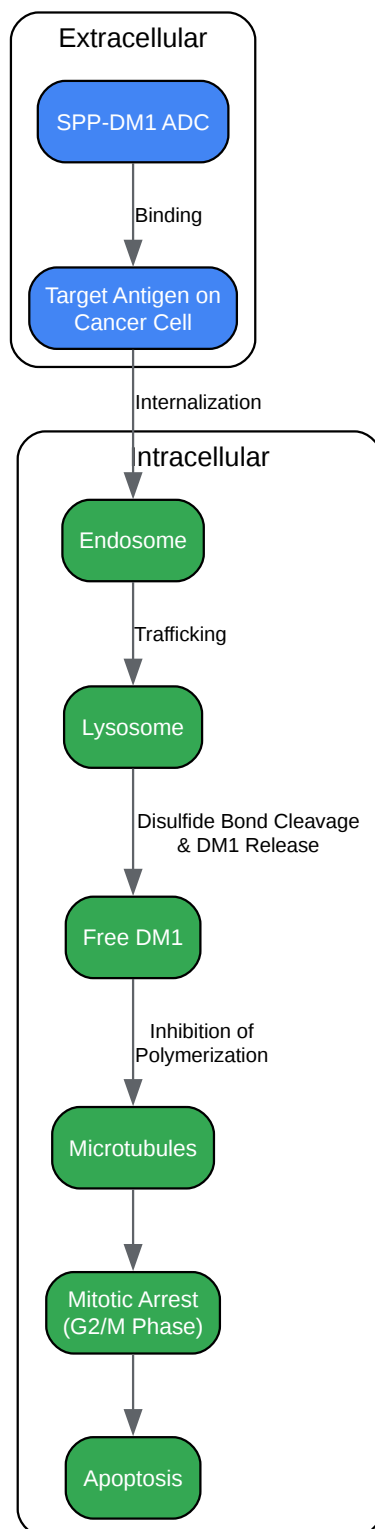 Extracellular
SPP-DM1 ADC
Binding
Target Antigen on
Cancer Cell
Internalization
Intracellular
Endosome
Trafficking
Lysosome
Disulfide Bond Cleavage
& DM1 Release
Free DM1
Inhibition of
Polymerization
Microtubules
Mitotic Arrest
(G2/M Phase)
Apoptosis